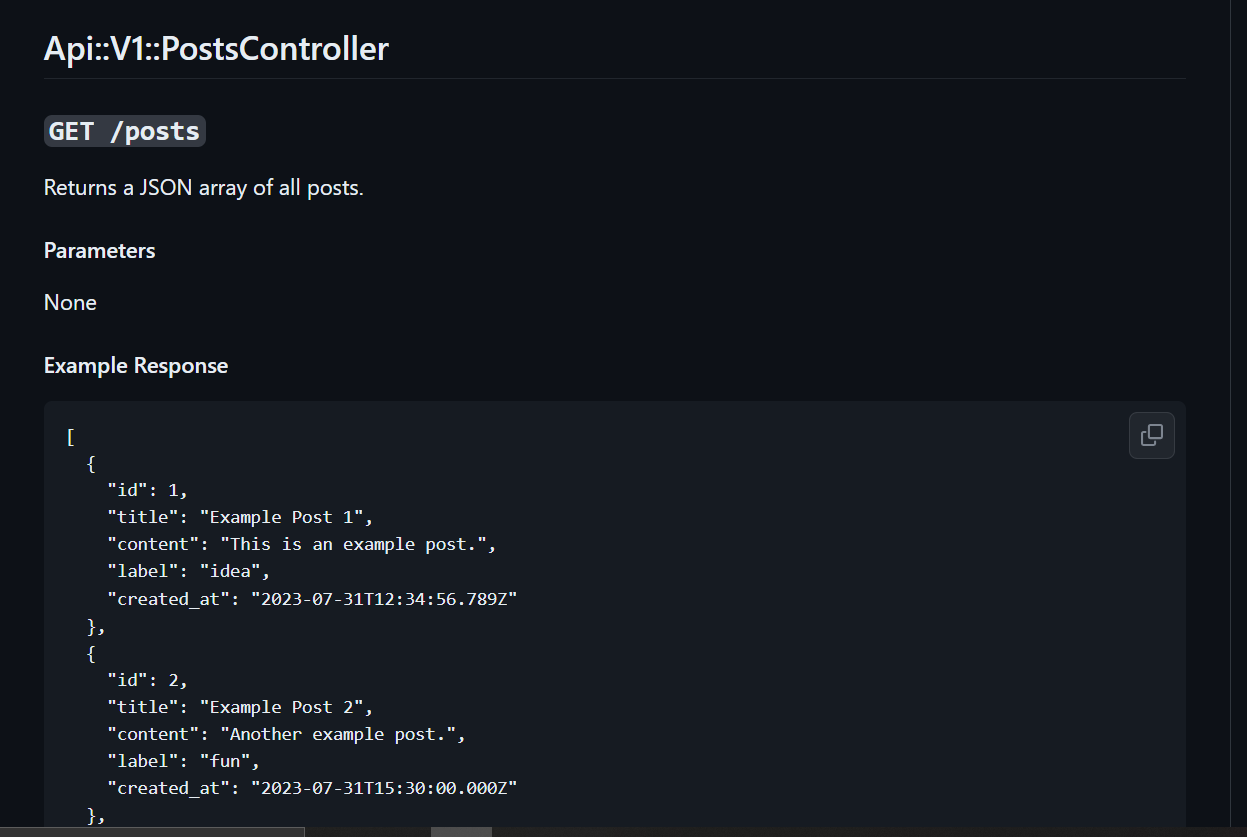 Api::V1::PostsController
GET /posts
Returns a JSON array of all posts.
Parameters
None
Example Response
[
  {
    "id": 1,
    "title": "Example Post 1",
    "content": "This is an example post.",
    "label": "idea",
    "created_at": "2023-07-31T12:34:56.789Z"
  },
  {
    "id": 2,
    "title": "Example Post 2",
    "content": "Another example post.",
    "label": "fun",
    "created_at": "2023-07-31T15:30:00.000Z"
  },